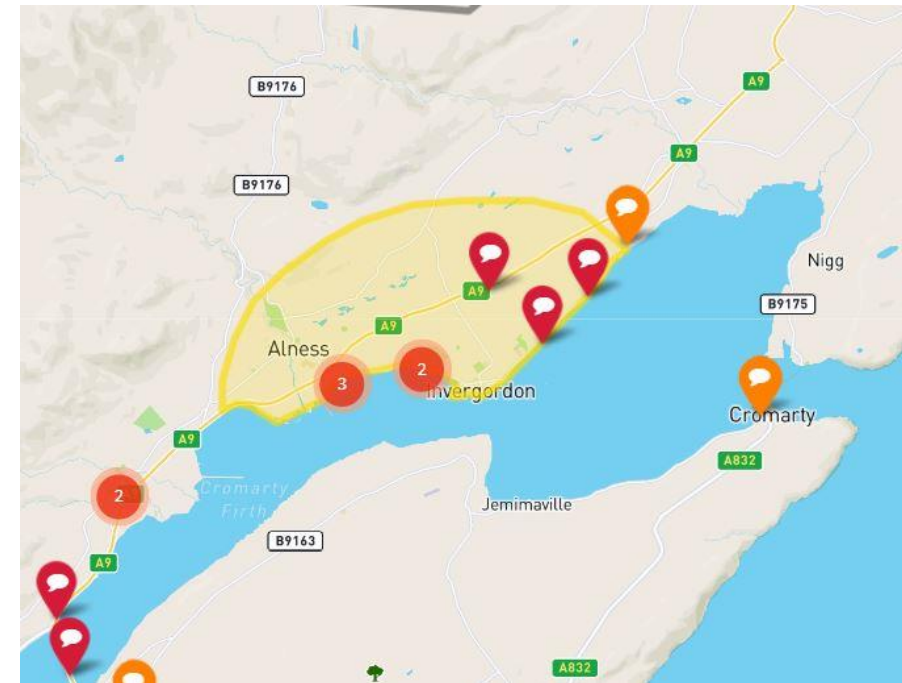 B9176
A9
A9
B9176
Nigg
A9
B9175
A9
Alness
Invergordon
3
2
Cromarty
A9
A832
2
Cromarty
Firth
Jemimaville
B9163
A9
A832